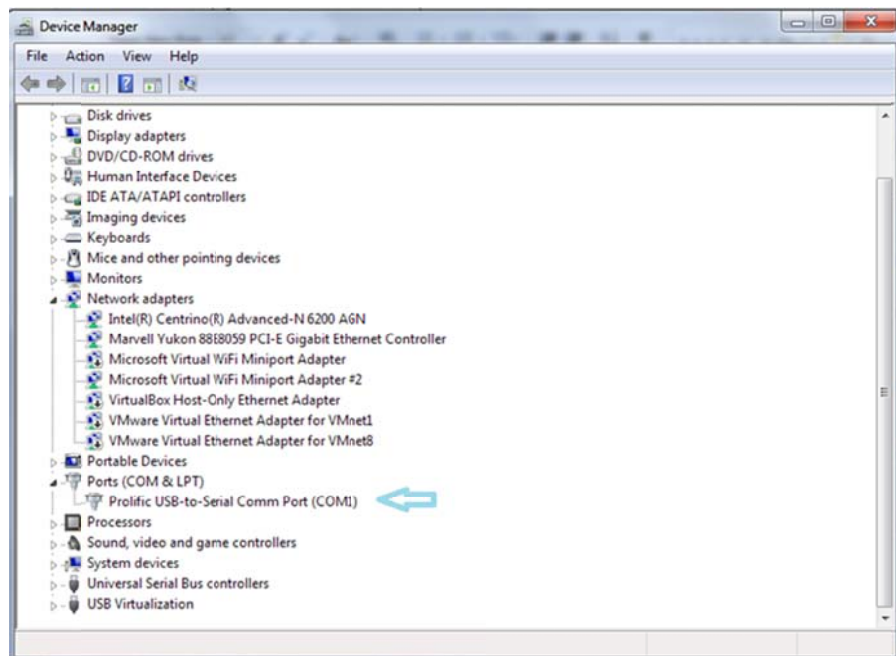 Device Manager
File Action View Help
Disk drives
Display adapters
DVD/CD-ROM drives
Human Interface Devices
IDE ATA/ATAPI controllers
Imaging devices
Keyboards
Mice and other pointing devices
Monitors
Network adapters
Intel(R) Centrino(R) Advanced-N 6200 AGN
Marvell Yukon 88E8059 PCI-E Gigabit Ethernet Controller
Microsoft Virtual WiFi Miniport Adapter
Microsoft Virtual WiFi Miniport Adapter #2
VirtualBox Host-Only Ethernet Adapter
VMware Virtual Ethernet Adapter for VMnet1
VMware Virtual Ethernet Adapter for VMnet8
Portable Devices
Ports (COM & LPT)
Prolific USB-to-Serial Comm Port (COM1)
Processors
Sound, video and game controllers
System devices
Universal Serial Bus controllers
USB Virtualization